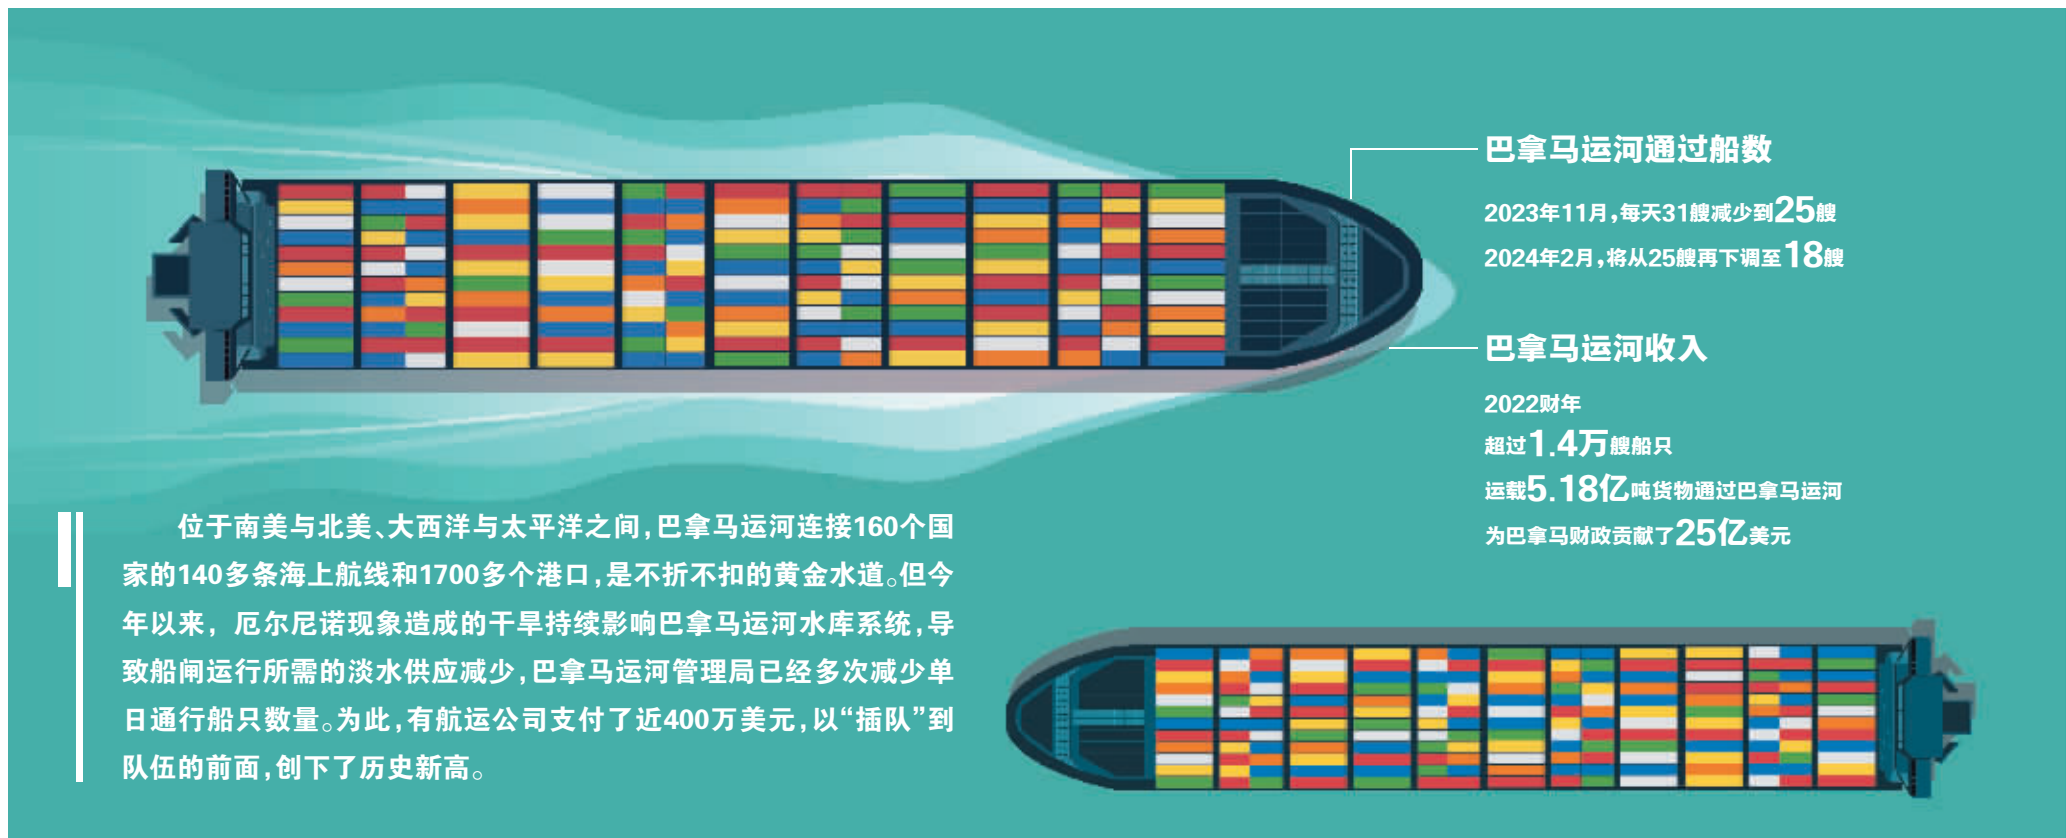 巴拿马运河通过船数
2023年11月,每天31艘减少到25艘
2024年2月,将从25艘再下调至18艘
巴拿马运河收入
2022财年
超过1.4万艘船只
运载5.18亿吨货物通过巴拿马运河
为巴拿马财政贡献了25亿美元
位于南美与北美、大西洋与太平洋之间,巴拿马运河连接160个国
家的140多条海上航线和1700多个港口,是不折不扣的黄金水道。但今
年以来，厄尔尼诺现象造成的干旱持续影响巴拿马运河水库系统,导
致船闸运行所需的淡水供应减少,巴拿马运河管理局已经多次减少单
日通行船只数量。为此,有航运公司支付了近400万美元,以“插队”到
队伍的前面,创下了历史新高。